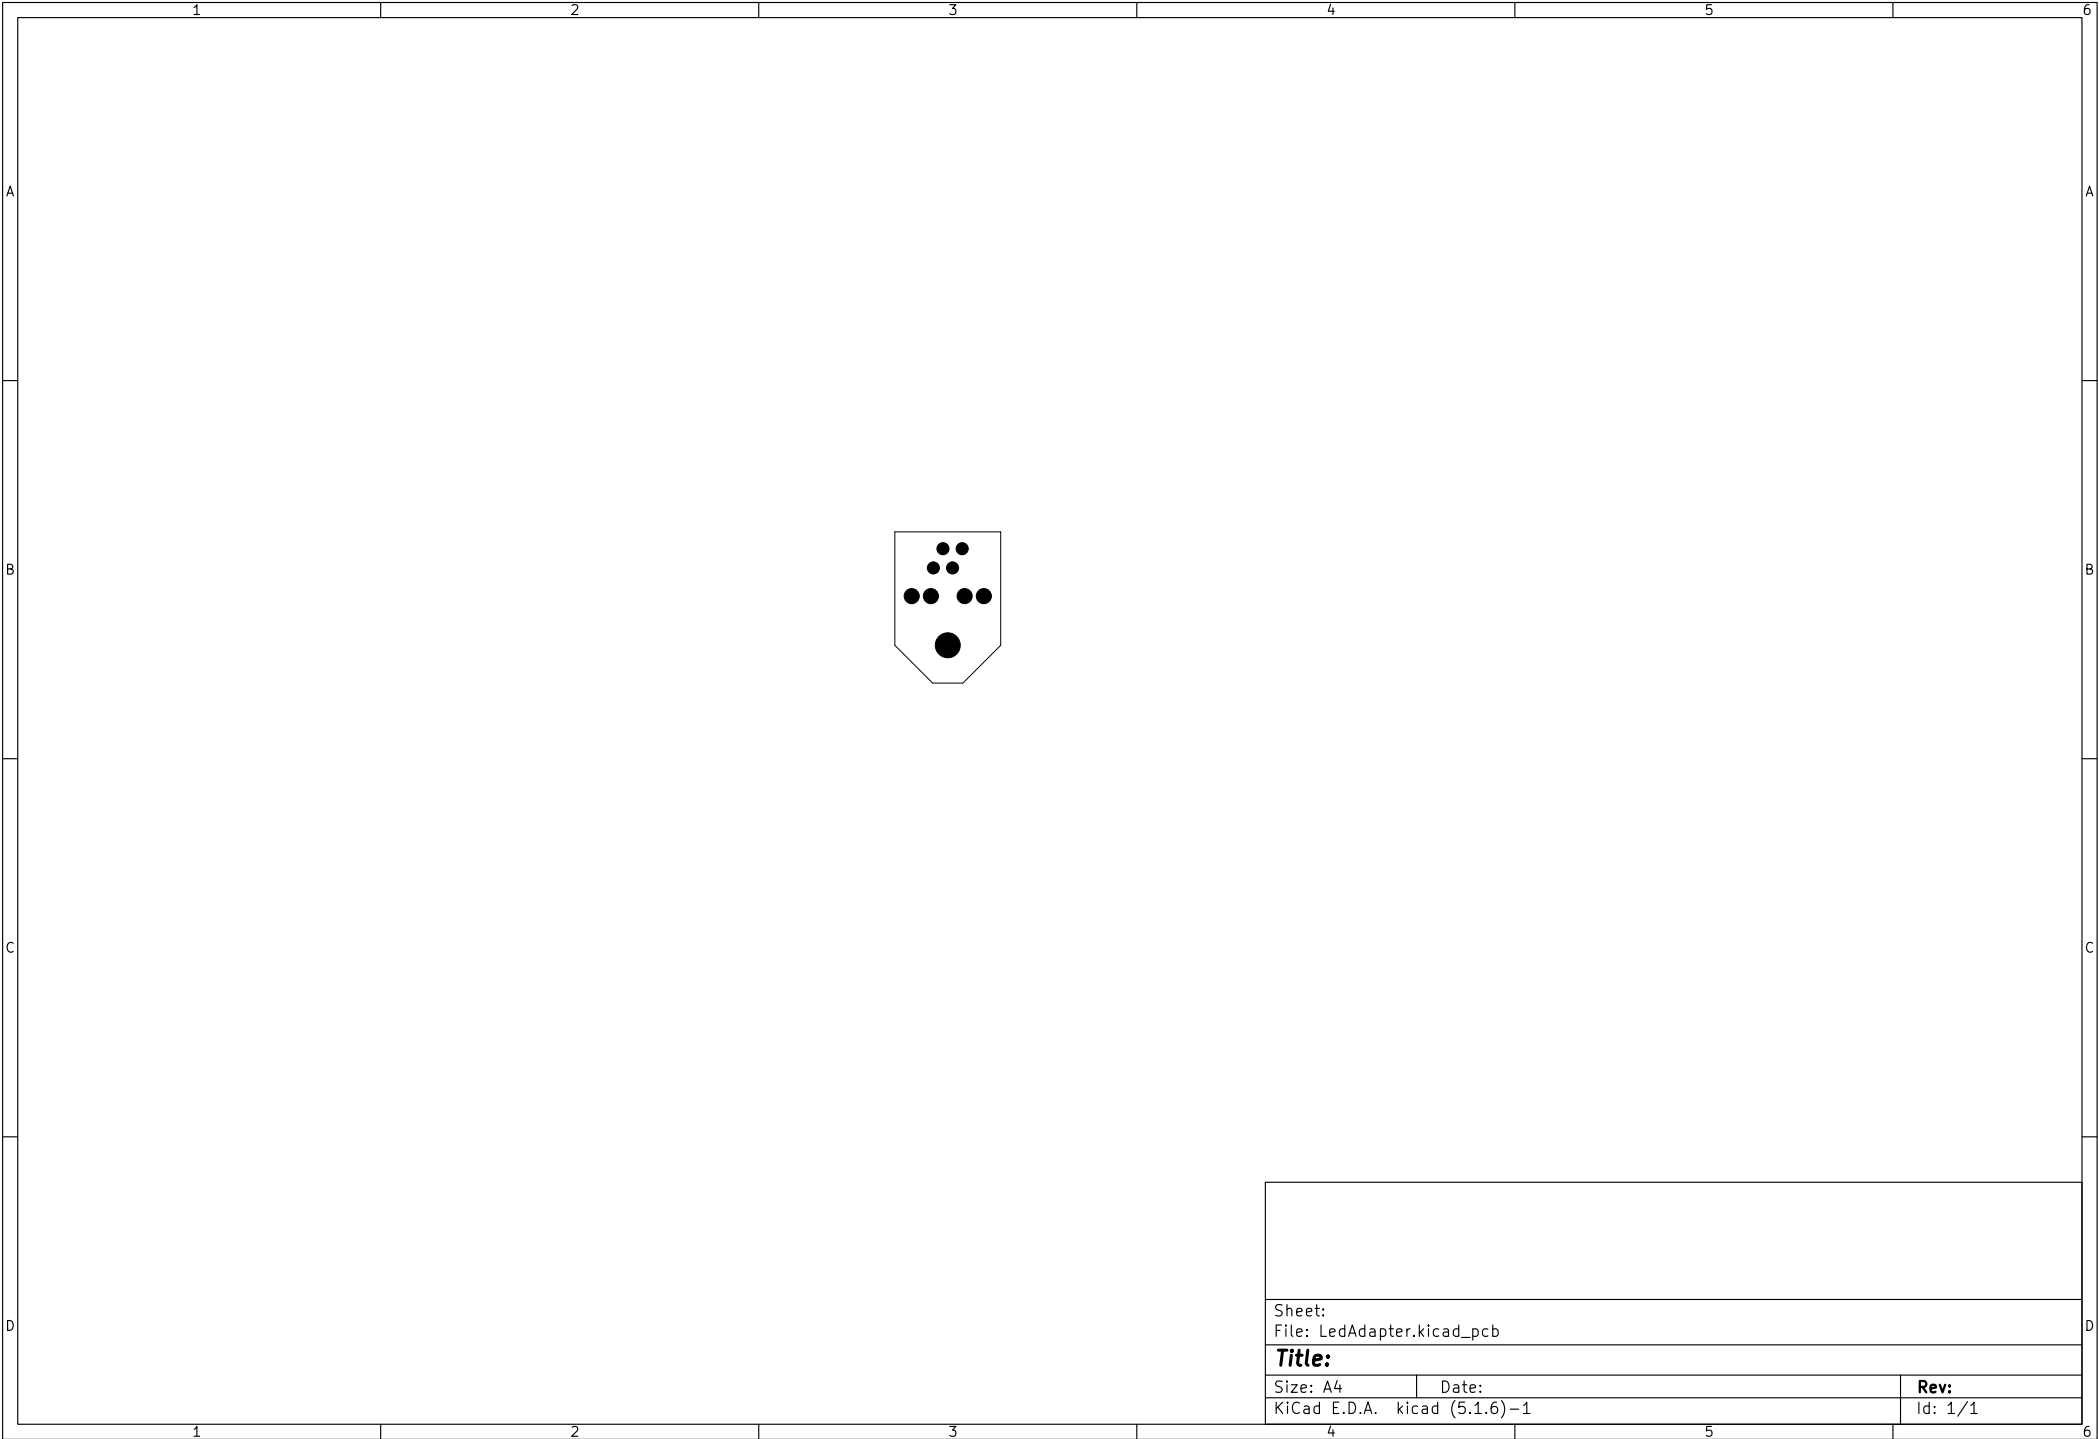 1 2 3 4 5 6
A A
B B
C C
D D
Sheet:
File: LedAdapter.kicad_pcb
Title:
Size: A4 Date: Rev:
KiCad E.D.A. kicad (5.1.6)-1 Id: 1/1
1 2 3 4 5 6